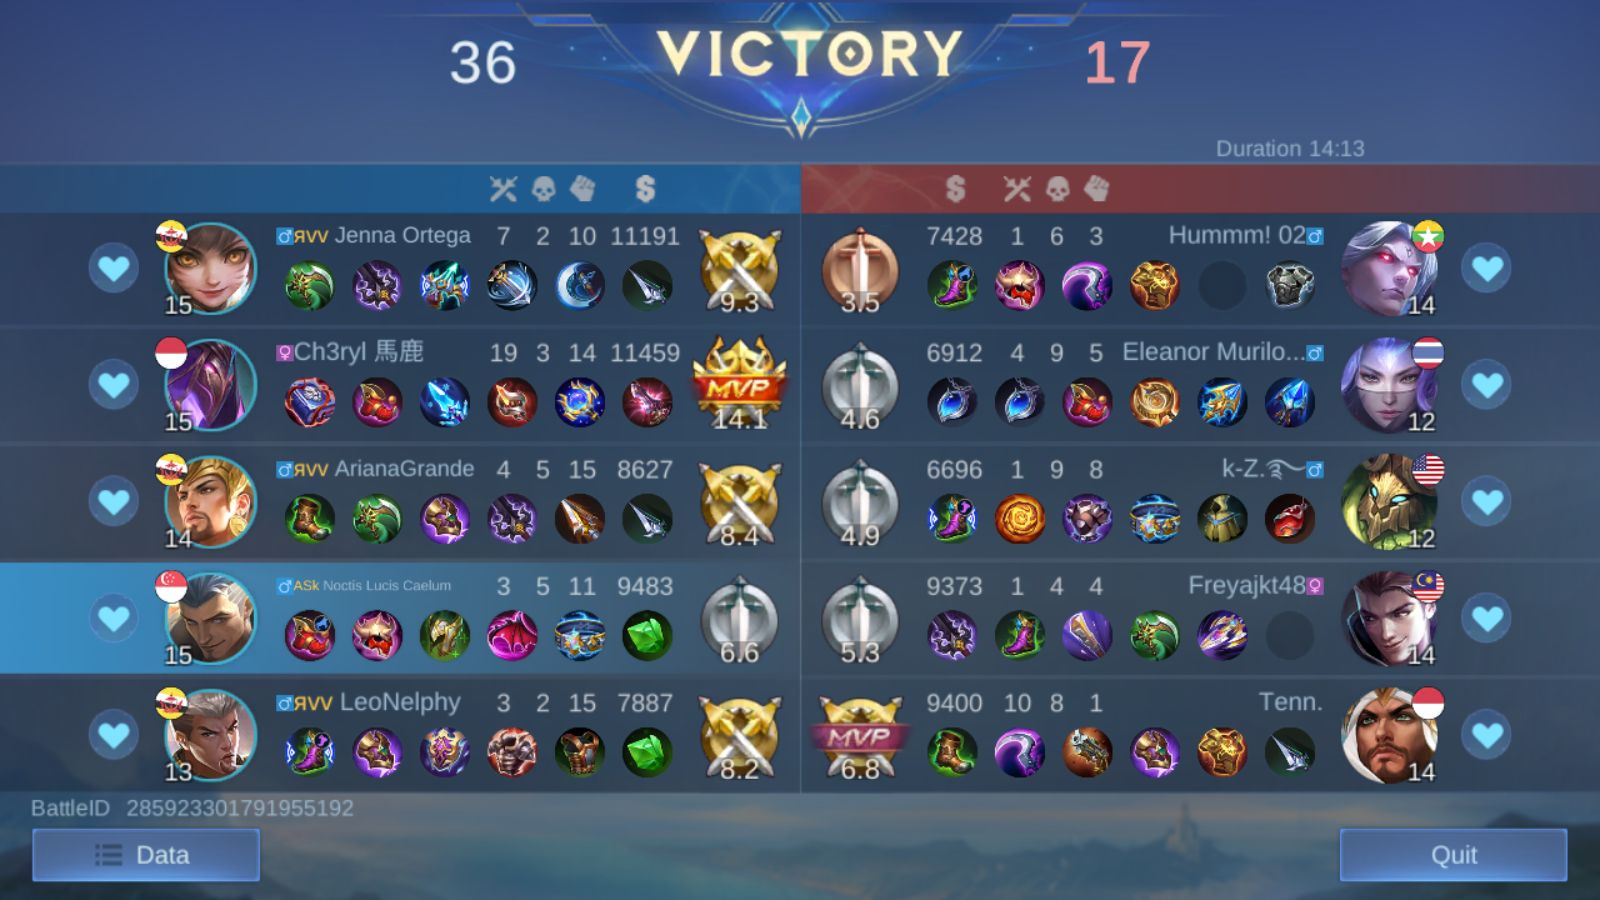 36 VICTORY 17
Duration 14:13
ЯVV Jenna Ortega 7 2 10 11191
15 9.3
7428 1 6 3 Hummm! 02
3.5 14
Ch3ryl 馬鹿 19 3 14 11459
MVP
15 14.1
6912 4 9 5 Eleanor Murilo...
4.6 12
ЯVV ArianaGrande 4 5 15 8627
14 8.4
6696 1 9 8 k-Z.
4.9 12
ASk Noctis Lucis Caelum 3 5 11 9483
15 6.6
9373 1 4 4 Freyajkt48
5.3 14
ЯVV LeoNelphy 3 2 15 7887
13 8.2
9400 10 8 1 Tenn.
MVP
6.8 14
BattleID 285923301791955192
Data
Quit